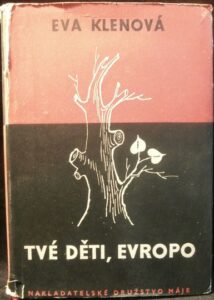 EVA KLENOVÁ
TVÉ DĚTI, EVROPO
NAKLADATELSKÉ DRUŽSTVO MÁJE